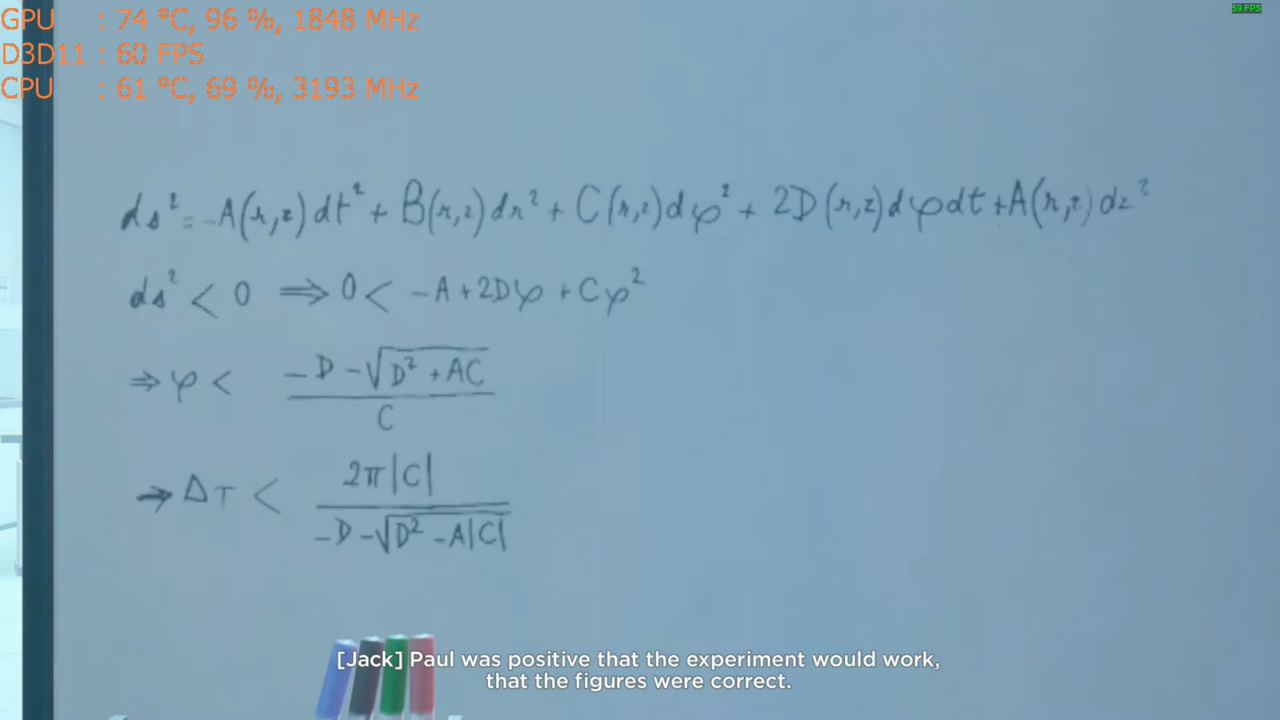 GPU : 74 °C, 96 %, 1848 MHz
59 FPS
D3D11 : 60 FPS
CPU : 61 °C, 69 %, 3193 MHz
ds² = -A(r,z)dt² + B(r,z)dr² + C(r,z)dφ² + 2D(r,z)dφdt + A(r,z)dz²
ds² < 0 ⇒ 0 < -A + 2Dφ + Cφ²
⇒ φ < (-D - √(D² + AC)) / C
⇒ ΔT < 2π|C| / (-D - √(D² - A|C|))
[Jack] Paul was positive that the experiment would work,
that the figures were correct.